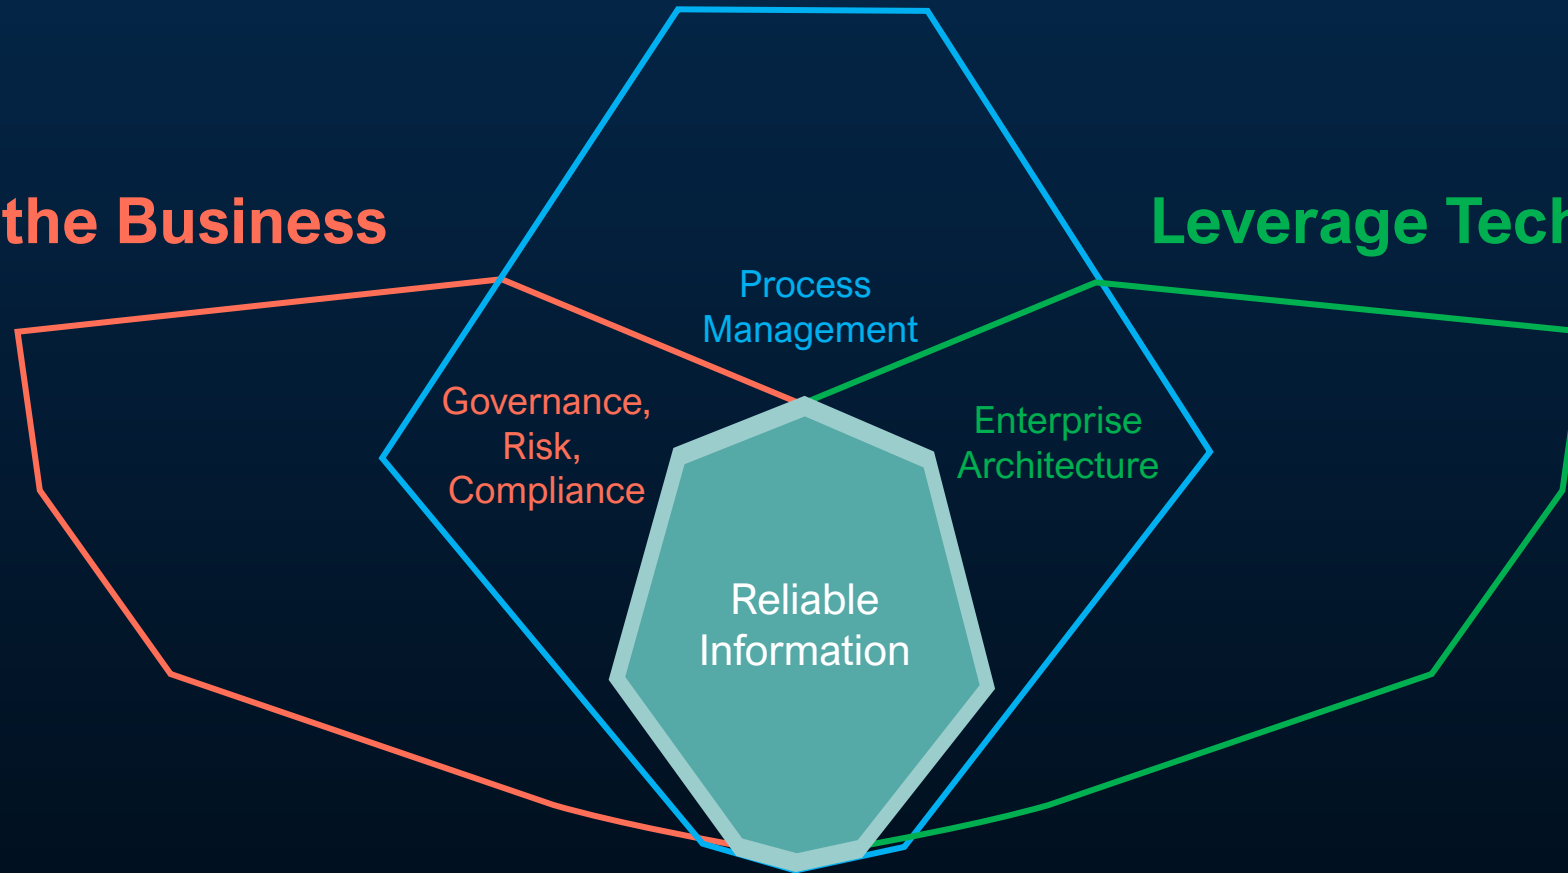 the Business
Leverage Tech
Process
Management
Governance,
Risk,
Compliance
Enterprise
Architecture
Reliable
Information